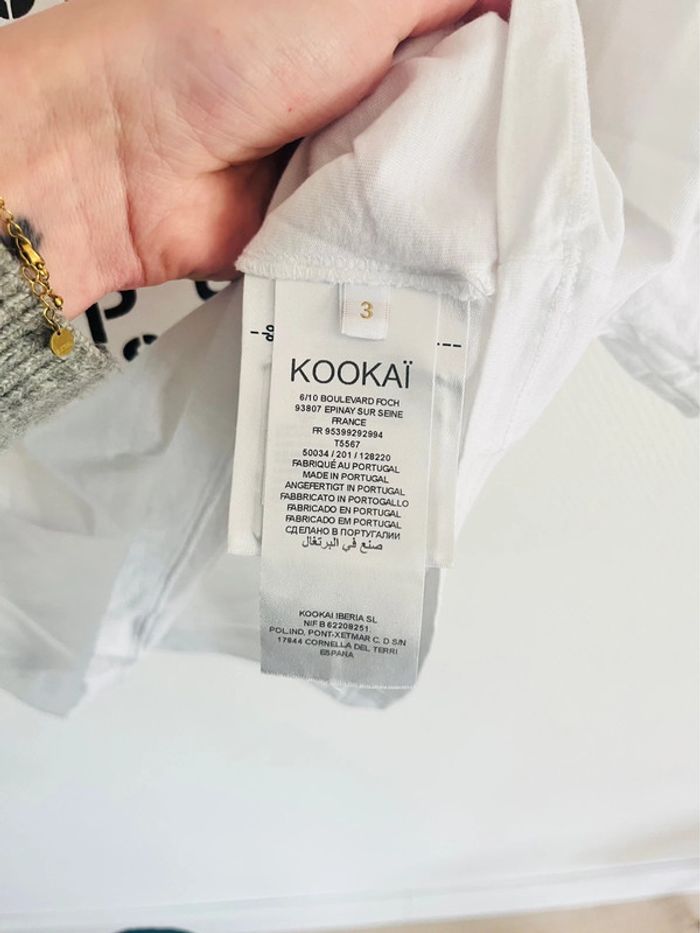 3
KOOKAÏ
6/10 BOULEVARD FOCH
93807 EPINAY SUR SEINE
FRANCE
FR 95399292994
T5567
50034 / 201 / 128220
FABRIQUÉ AU PORTUGAL
MADE IN PORTUGAL
ANGEFERTIGT IN PORTUGAL
FABBRICATO IN PORTOGALLO
FABRICADO EN PORTUGAL
FABRICADO EM PORTUGAL
СДЕЛАНО В ПОРТУГАЛИИ
صنع في البرتغال
KOOKAI IBERIA SL
NIF B 62208251
POL.IND. PONT-XETMAR C. D S/N
17844 CORNELLA DEL TERRI
ESPANA